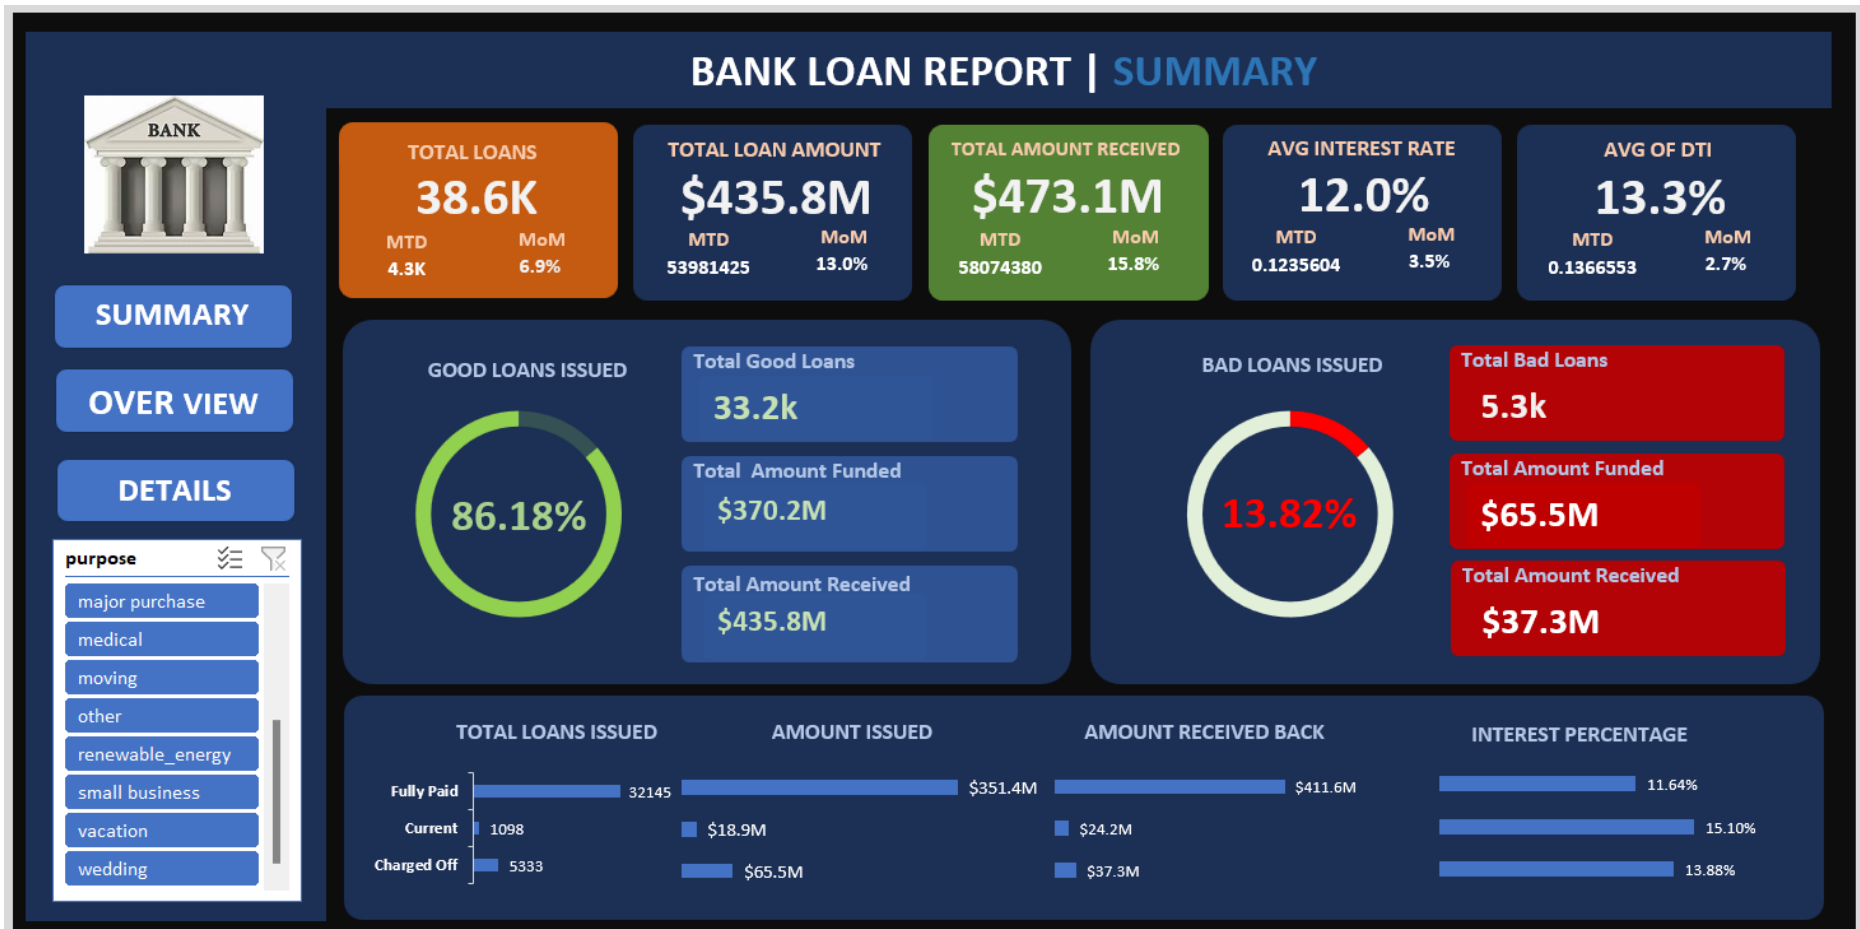 BANK LOAN REPORT | SUMMARY
BANK
SUMMARY
OVER VIEW
DETAILS
purpose
major purchase
medical
moving
other
renewable_energy
small business
vacation
wedding
TOTAL LOANS
38.6K
MTD MoM
4.3K 6.9%
TOTAL LOAN AMOUNT
$435.8M
MTD MoM
53981425 13.0%
TOTAL AMOUNT RECEIVED
$473.1M
MTD MoM
58074380 15.8%
AVG INTEREST RATE
12.0%
MTD MoM
0.1235604 3.5%
AVG OF DTI
13.3%
MTD MoM
0.1366553 2.7%
GOOD LOANS ISSUED
86.18%
Total Good Loans
33.2k
Total Amount Funded
$370.2M
Total Amount Received
$435.8M
BAD LOANS ISSUED
13.82%
Total Bad Loans
5.3k
Total Amount Funded
$65.5M
Total Amount Received
$37.3M
TOTAL LOANS ISSUED AMOUNT ISSUED AMOUNT RECEIVED BACK INTEREST PERCENTAGE
Fully Paid 32145 $351.4M $411.6M 11.64%
Current 1098 $18.9M $24.2M 15.10%
Charged Off 5333 $65.5M $37.3M 13.88%